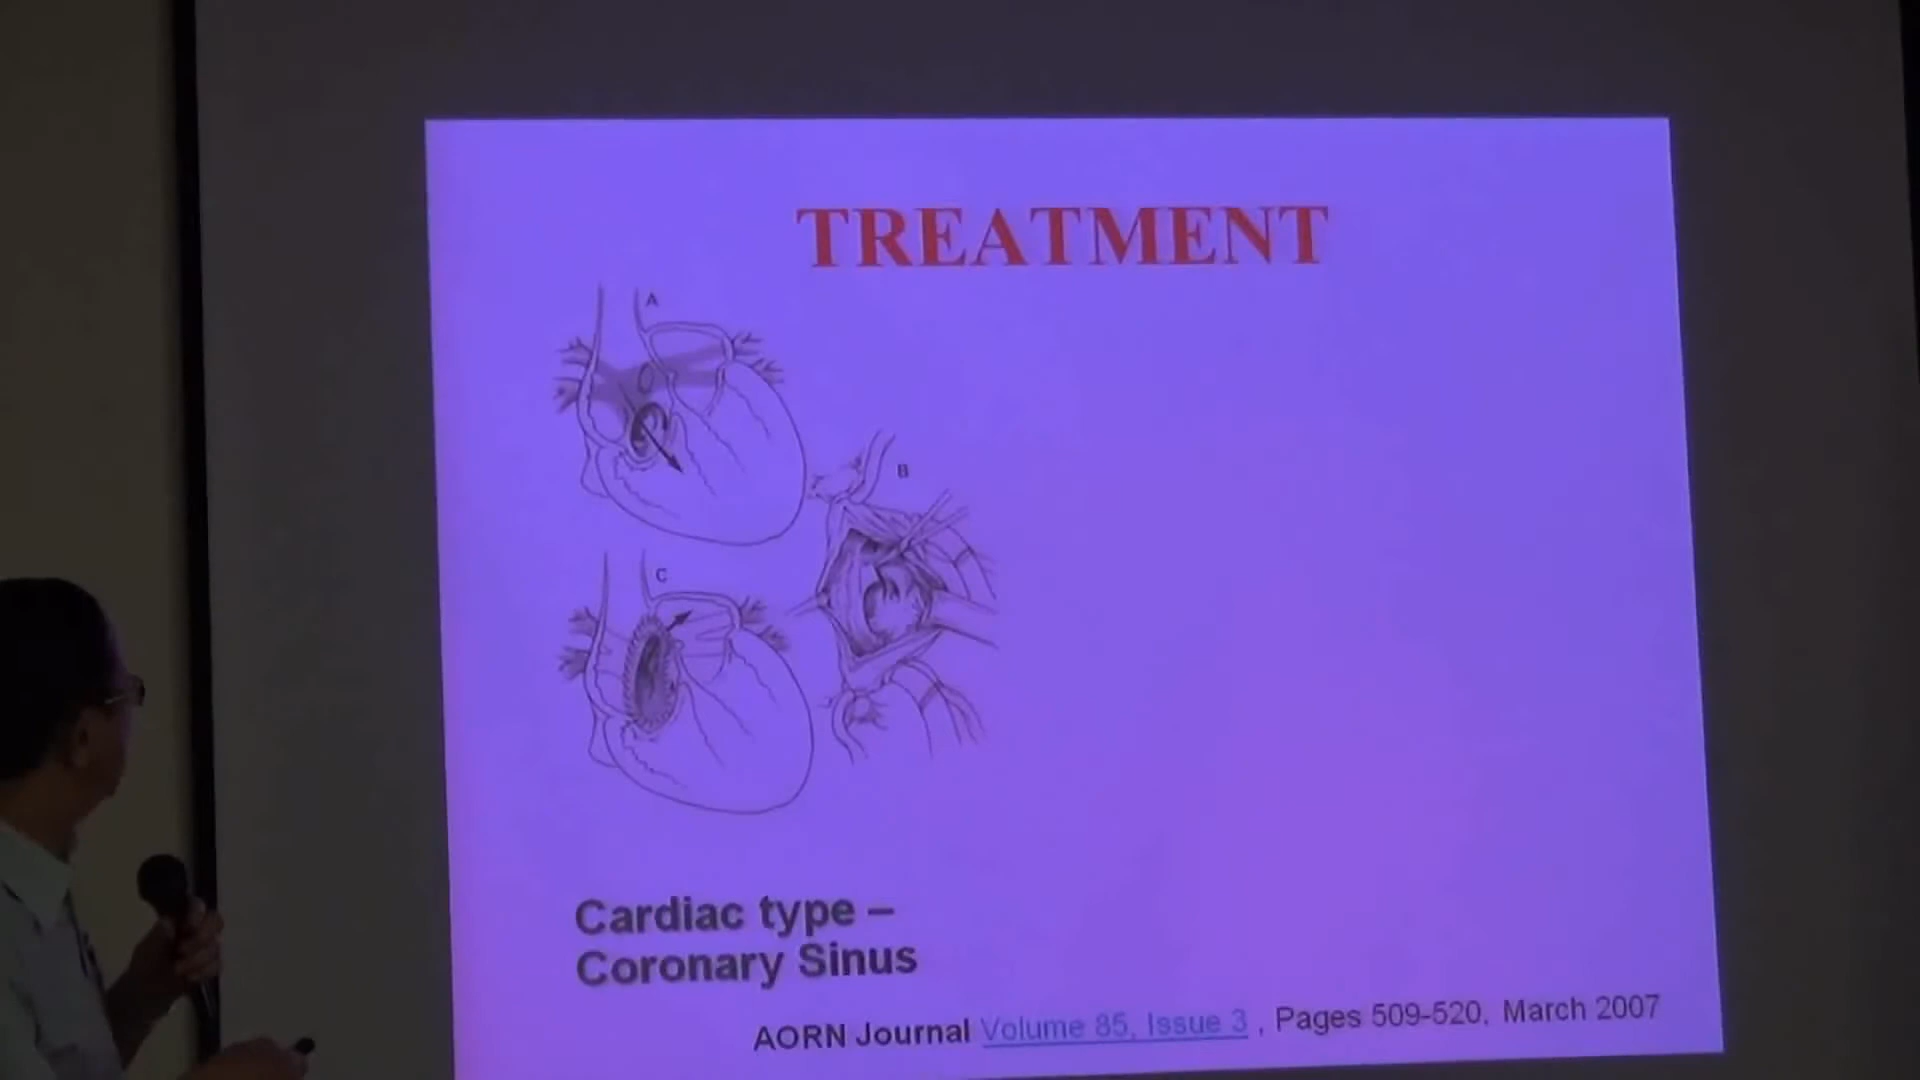 TREATMENT
A
B
C
Cardiac type –
Coronary Sinus
AORN Journal Volume 85, Issue 3 , Pages 509-520, March 2007